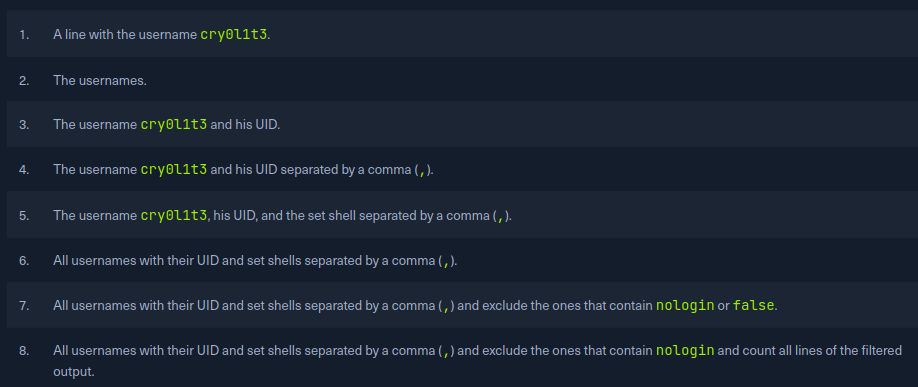 1. A line with the username cry0l1t3.
2. The usernames.
3. The username cry0l1t3 and his UID.
4. The username cry0l1t3 and his UID separated by a comma (,).
5. The username cry0l1t3, his UID, and the set shell separated by a comma (,).
6. All usernames with their UID and set shells separated by a comma (,).
7. All usernames with their UID and set shells separated by a comma (,) and exclude the ones that contain nologin or false.
8. All usernames with their UID and set shells separated by a comma (,) and exclude the ones that contain nologin and count all lines of the filtered
output.